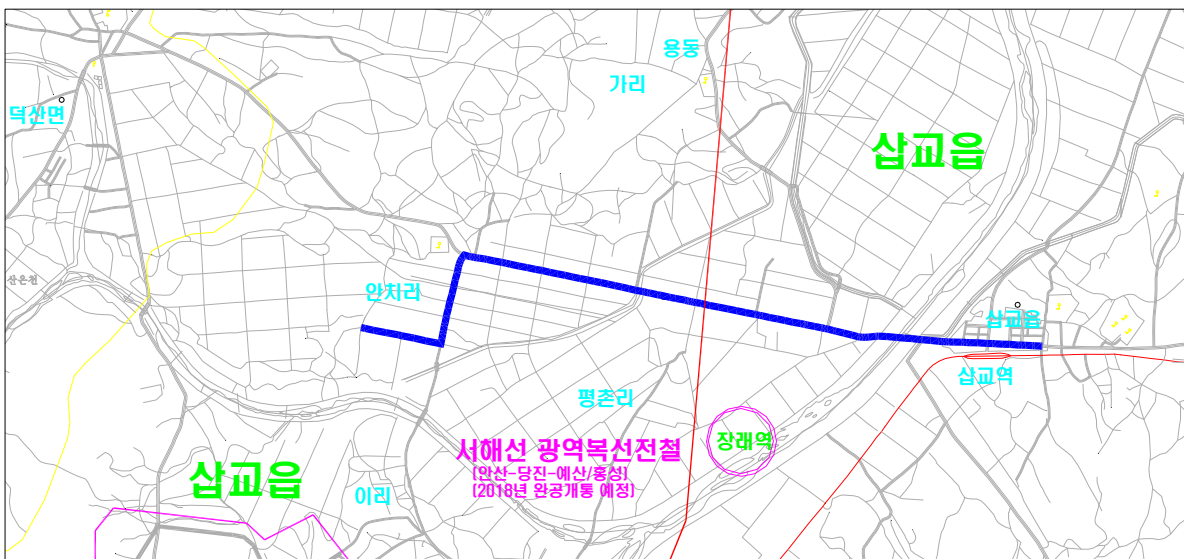 용동
가리
덕산면
삽교읍
안치리
삽교읍
삽교역
평촌리
서해선 광역복선전철
[안산-당진-예산/홍성]
[2018년 완공개통 예정]
장래역
삽교읍
이리